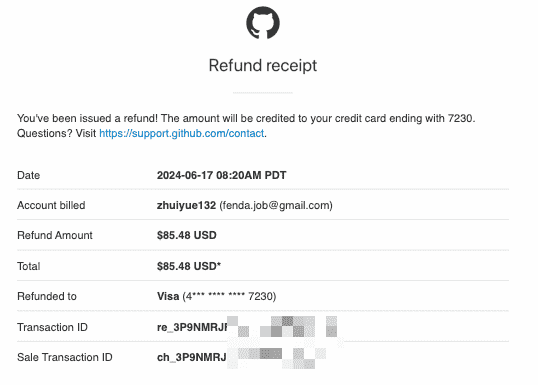 Refund receipt
You've been issued a refund! The amount will be credited to your credit card ending with 7230.
Questions? Visit https://support.github.com/contact.
Date 2024-06-17 08:20AM PDT
Account billed zhuiyue132 (fenda.job@gmail.com)
Refund Amount $85.48 USD
Total $85.48 USD*
Refunded to Visa (4*** **** **** 7230)
Transaction ID re_3P9NMRJ
Sale Transaction ID ch_3P9NMRJ